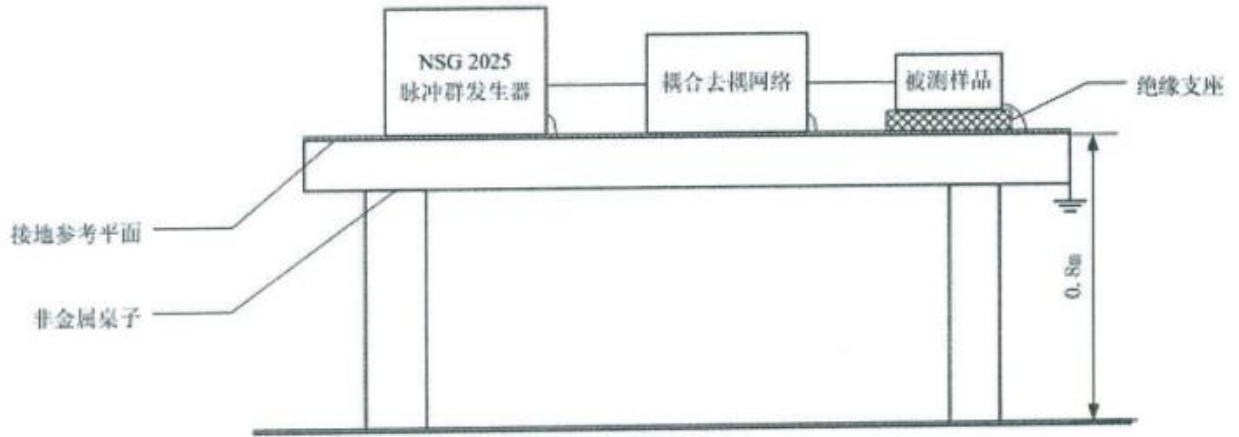 NSG 2025
脉冲群发生器
耦合去耦网络
被测样品
绝缘支座
接地参考平面
非金属桌子
0.8m